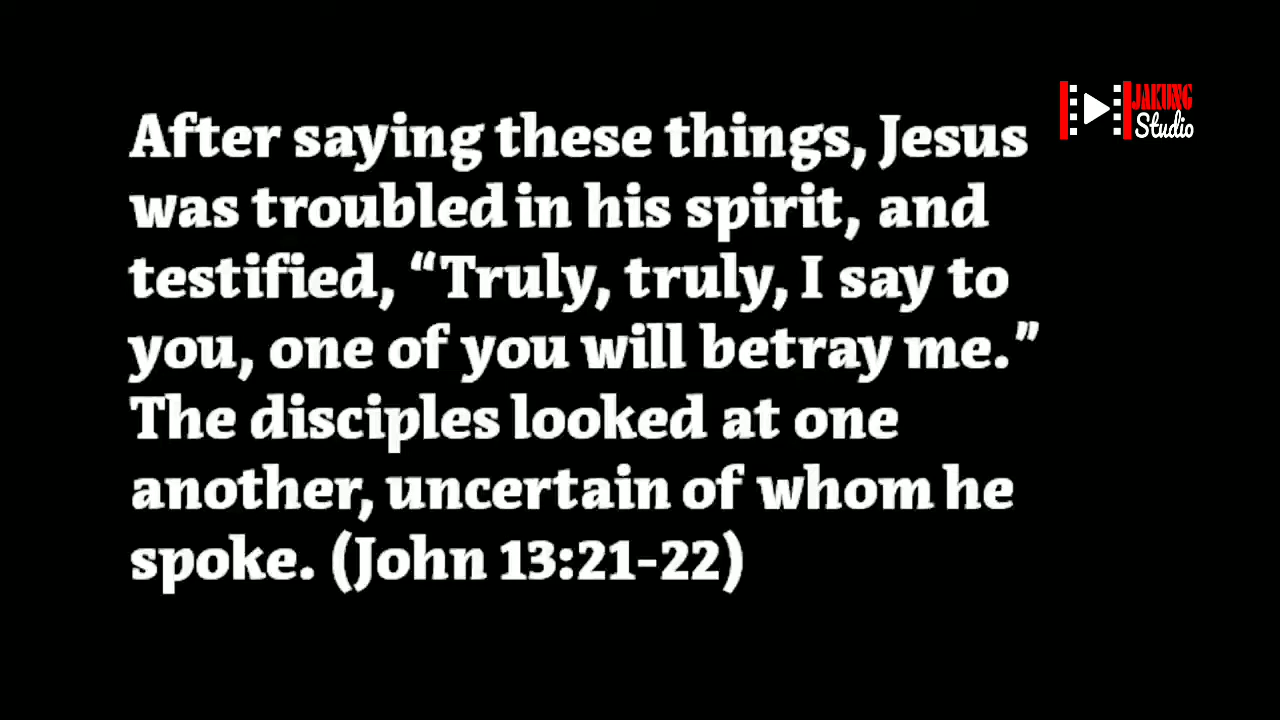 After saying these things, Jesus
was troubled in his spirit, and
testified, “Truly, truly, I say to
you, one of you will betray me.”
The disciples looked at one
another, uncertain of whom he
spoke. (John 13:21-22)
Studio